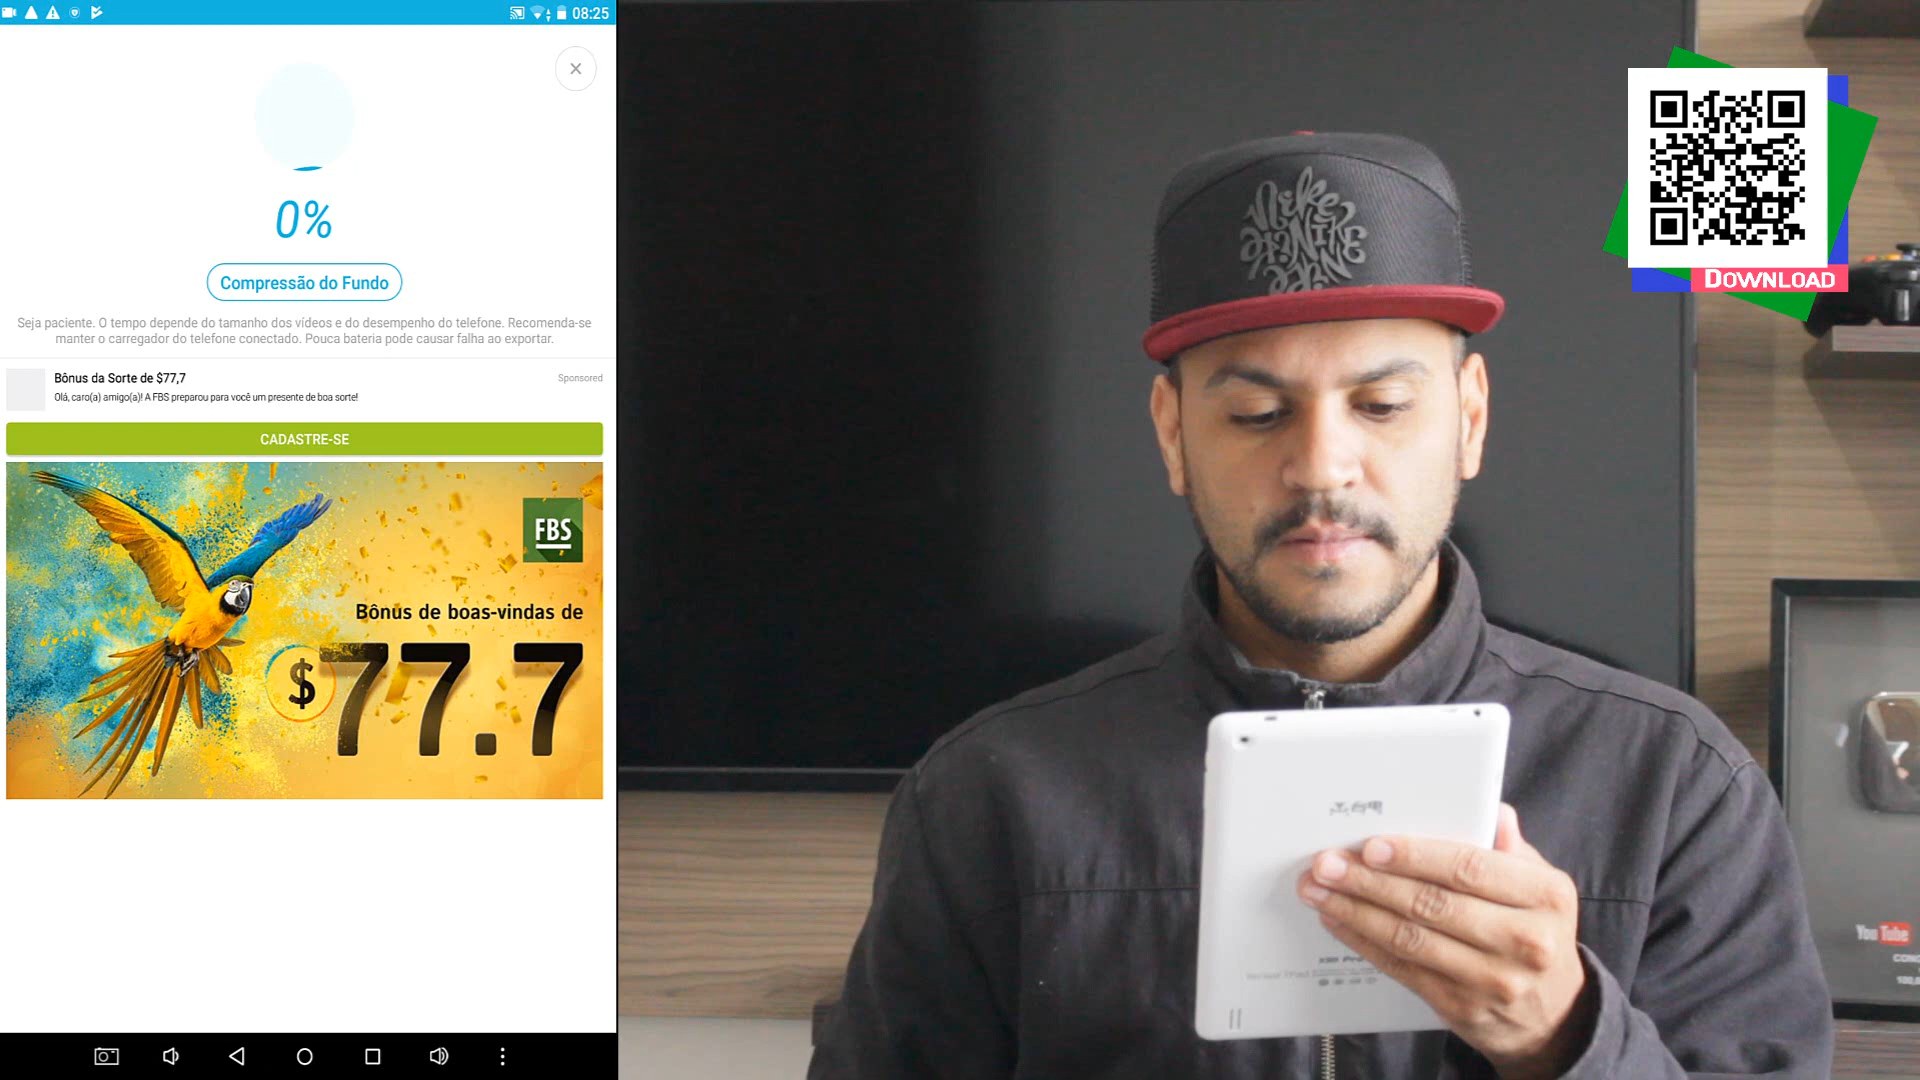 08:25
0%
Compressão do Fundo
Seja paciente. O tempo depende do tamanho dos vídeos e do desempenho do telefone. Recomenda-se
manter o carregador do telefone conectado. Pouca bateria pode causar falha ao exportar.
Bônus da Sorte de $77,7
Sponsored
Olá, caro(a) amigo(a)! A FBS preparou para você um presente de boa sorte!
CADASTRE-SE
FBS
Bônus de boas-vindas de
$77.7
Download
Nike
NIKE
YouTube